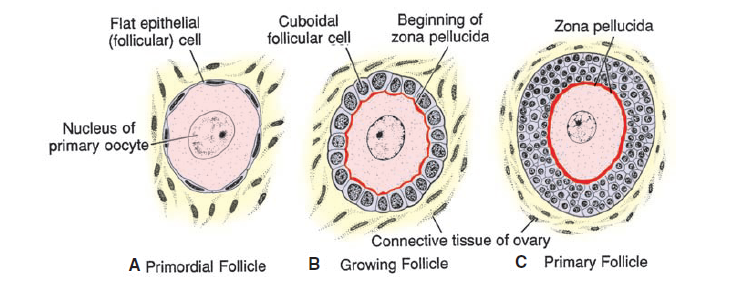 Flat epithelial
(follicular) cell
Cuboidal
follicular cell
Beginning of
zona pellucida
Zona pellucida
Nucleus of
primary oocyte
Connective tissue of ovary
A Primordial Follicle
B Growing Follicle
C Primary Follicle